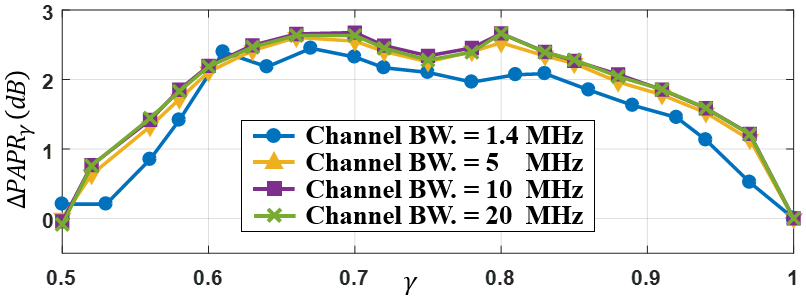 3
2
1
0
ΔPAPRγ (dB)
Channel BW. = 1.4 MHz
Channel BW. = 5 MHz
Channel BW. = 10 MHz
Channel BW. = 20 MHz
0.5 0.6 0.7 0.8 0.9 1
γ